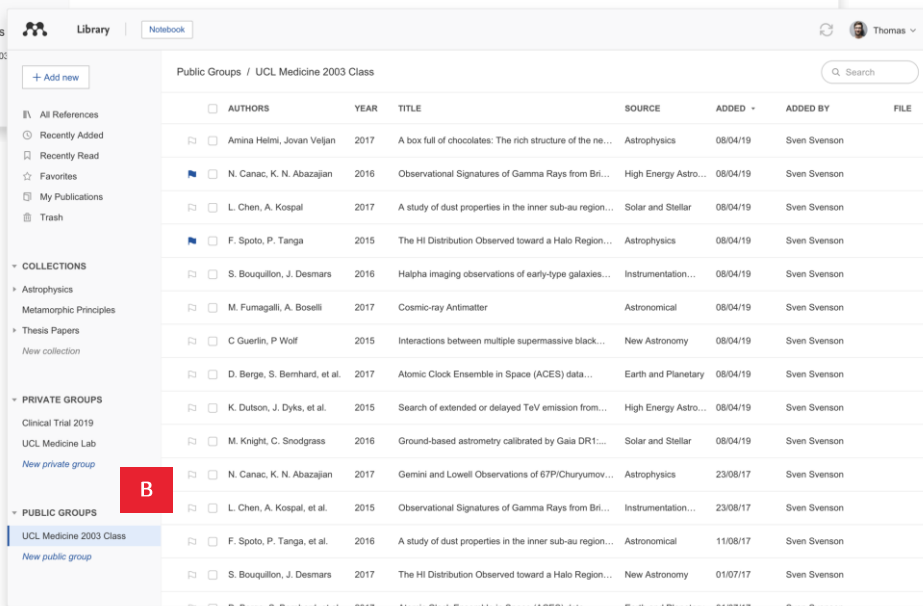 s
03
Library
Notebook
Thomas
+ Add new
Public Groups / UCL Medicine 2003 Class
Search
All References
Recently Added
Recently Read
Favorites
My Publications
Trash
COLLECTIONS
Astrophysics
Metamorphic Principles
Thesis Papers
New collection
PRIVATE GROUPS
Clinical Trial 2019
UCL Medicine Lab
New private group
B
PUBLIC GROUPS
UCL Medicine 2003 Class
New public group
AUTHORS YEAR TITLE SOURCE ADDED ADDED BY FILE
Amina Helmi, Jovan Veljan 2017 A box full of chocolates: The rich structure of the ne... Astrophysics 08/04/19 Sven Svenson
N. Canac, K. N. Abazajian 2016 Observational Signatures of Gamma Rays from Bri... High Energy Astro... 08/04/19 Sven Svenson
L. Chen, A. Kospal 2017 A study of dust properties in the inner sub-au region... Solar and Stellar 08/04/19 Sven Svenson
F. Spoto, P. Tanga 2015 The HI Distribution Observed toward a Halo Region... Astrophysics 08/04/19 Sven Svenson
S. Bouquillon, J. Desmars 2016 Halpha imaging observations of early-type galaxies... Instrumentation... 08/04/19 Sven Svenson
M. Fumagalli, A. Boselli 2017 Cosmic-ray Antimatter Astronomical 08/04/19 Sven Svenson
C Guerlin, P Wolf 2015 Interactions between multiple supermassive black... New Astronomy 08/04/19 Sven Svenson
D. Berge, S. Bernhard, et al. 2017 Atomic Clock Ensemble in Space (ACES) data... Earth and Planetary 08/04/19 Sven Svenson
K. Dutson, J. Dyks, et al. 2015 Search of extended or delayed TeV emission from... High Energy Astro... 08/04/19 Sven Svenson
M. Knight, C. Snodgrass 2016 Ground-based astrometry calibrated by Gaia DR1:... Solar and Stellar 08/04/19 Sven Svenson
N. Canac, K. N. Abazajian 2017 Gemini and Lowell Observations of 67P/Churyumov... Astrophysics 23/08/17 Sven Svenson
L. Chen, A. Kospal, et al. 2015 Observational Signatures of Gamma Rays from Bri... Instrumentation... 23/08/17 Sven Svenson
F. Spoto, P. Tanga, et al. 2016 A study of dust properties in the inner sub-au region... Astronomical 11/08/17 Sven Svenson
S. Bouquillon, J. Desmars 2017 The HI Distribution Observed toward a Halo Region... New Astronomy 01/07/17 Sven Svenson